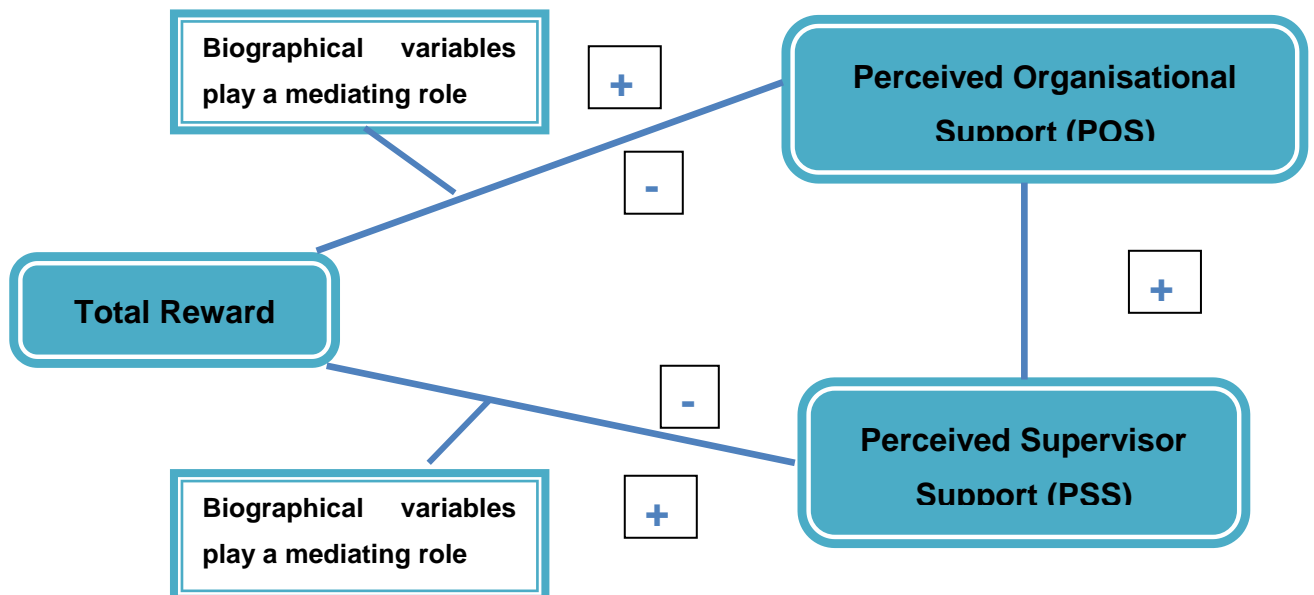 Biographical variables
play a mediating role
+
Perceived Organisational
Support (POS)
-
Total Reward
+
-
Perceived Supervisor
Support (PSS)
Biographical variables
play a mediating role
+